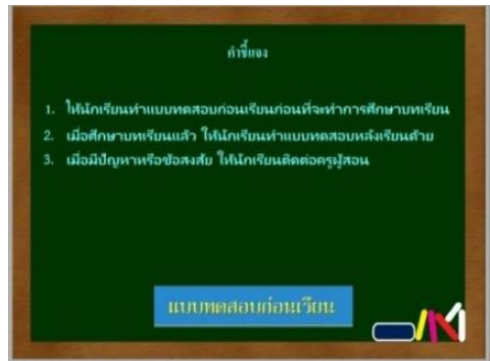 คำชี้แจง
1. ให้นักเรียนทำแบบทดสอบก่อนเรียนก่อนที่จะทำการศึกษาบทเรียน
2. เมื่อศึกษาบทเรียนแล้ว ให้นักเรียนทำแบบทดสอบหลังเรียนด้วย
3. เมื่อมีปัญหาหรือข้อสงสัย ให้นักเรียนติดต่อครูผู้สอน
แบบทดสอบก่อนเรียน